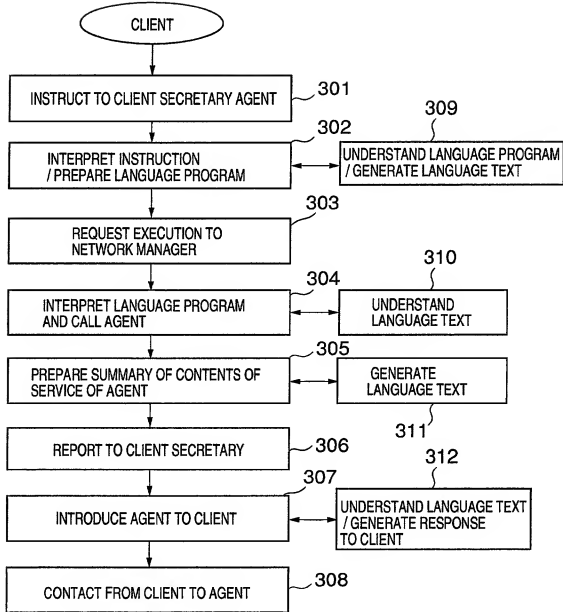 CLIENT
301
INSTRUCT TO CLIENT SECRETARY AGENT
302
309
INTERPRET INSTRUCTION
/ PREPARE LANGUAGE PROGRAM
UNDERSTAND LANGUAGE PROGRAM
/ GENERATE LANGUAGE TEXT
303
REQUEST EXECUTION TO
NETWORK MANAGER
304
310
INTERPRET LANGUAGE PROGRAM
AND CALL AGENT
UNDERSTAND
LANGUAGE TEXT
305
PREPARE SUMMARY OF CONTENTS OF
SERVICE OF AGENT
GENERATE
LANGUAGE TEXT
311
306
REPORT TO CLIENT SECRETARY
307
312
INTRODUCE AGENT TO CLIENT
UNDERSTAND LANGUAGE TEXT
/ GENERATE RESPONSE
TO CLIENT
CONTACT FROM CLIENT TO AGENT
308